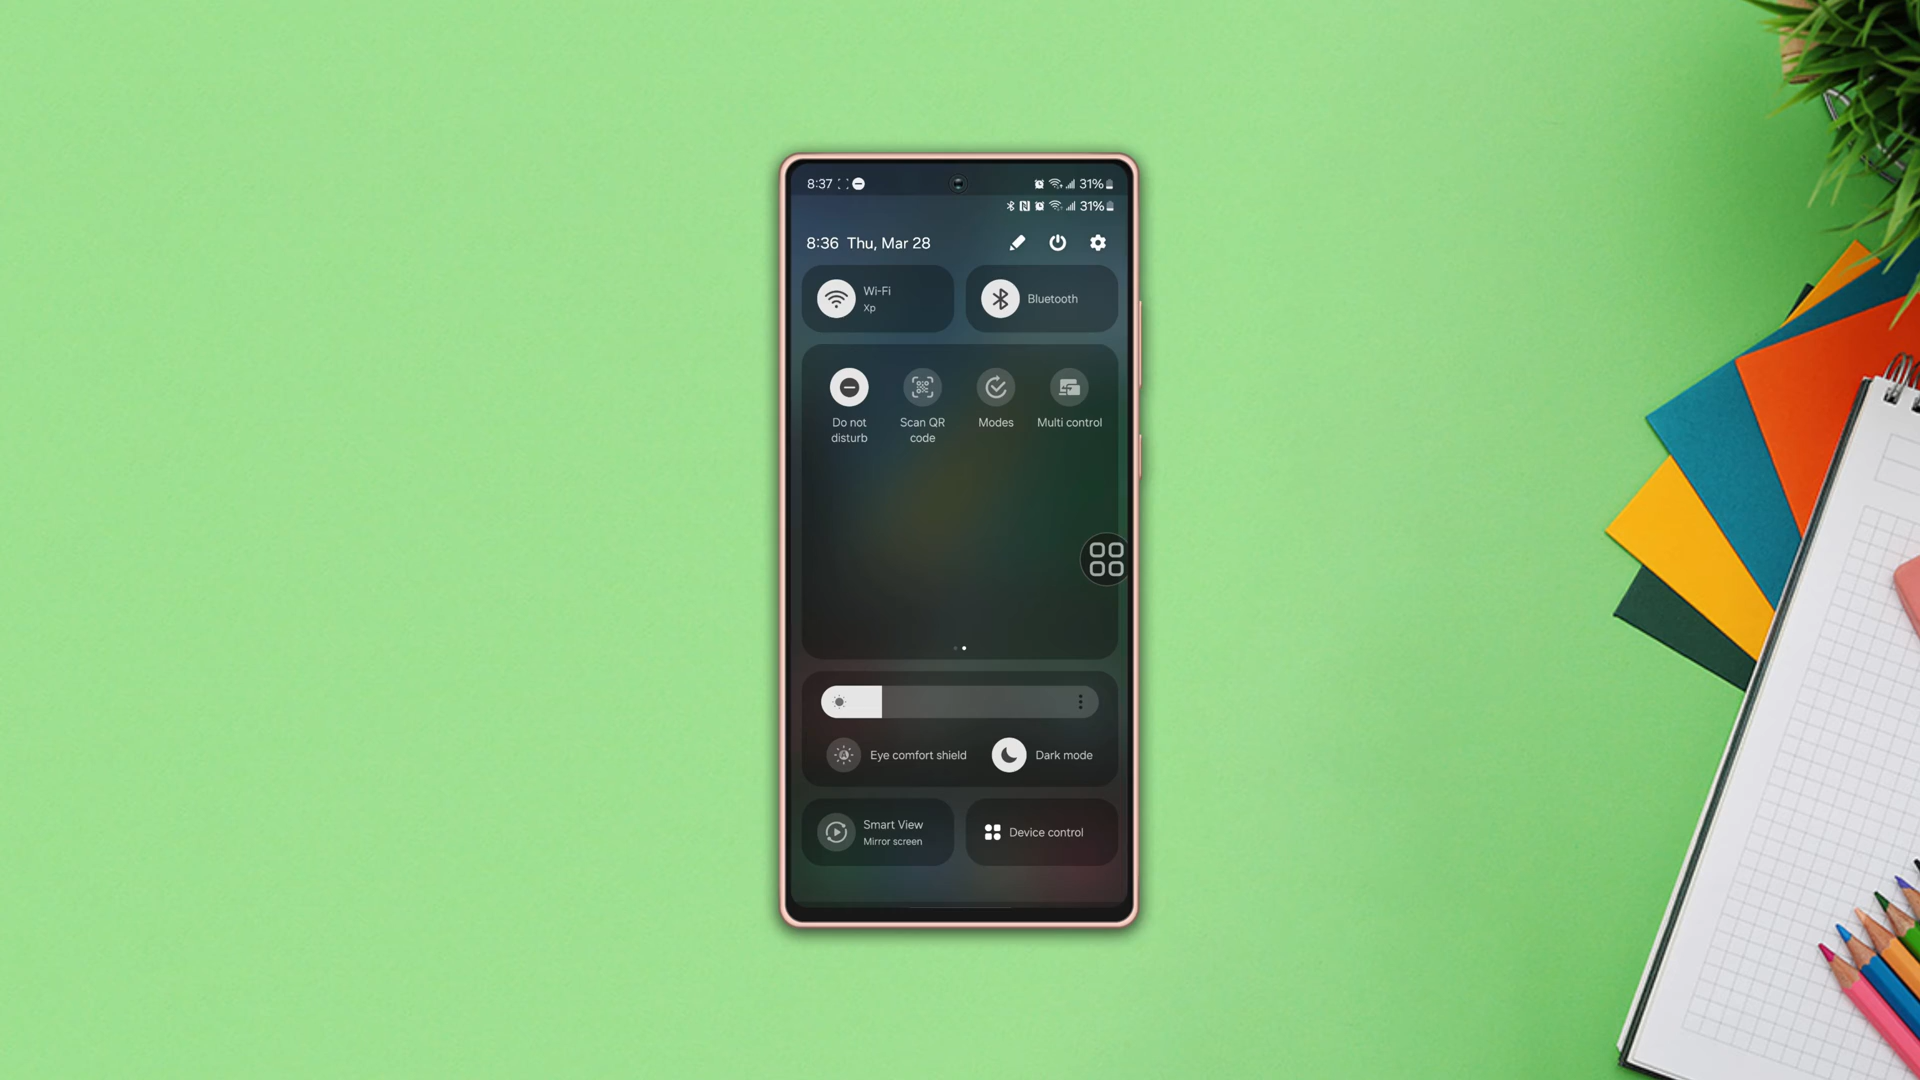 8:37 31%
31%
8:36 Thu, Mar 28
Wi-Fi
Xp
Bluetooth
Do not
disturb
Scan QR
code
Modes
Multi control
Eye comfort shield
Dark mode
Smart View
Mirror screen
Device control